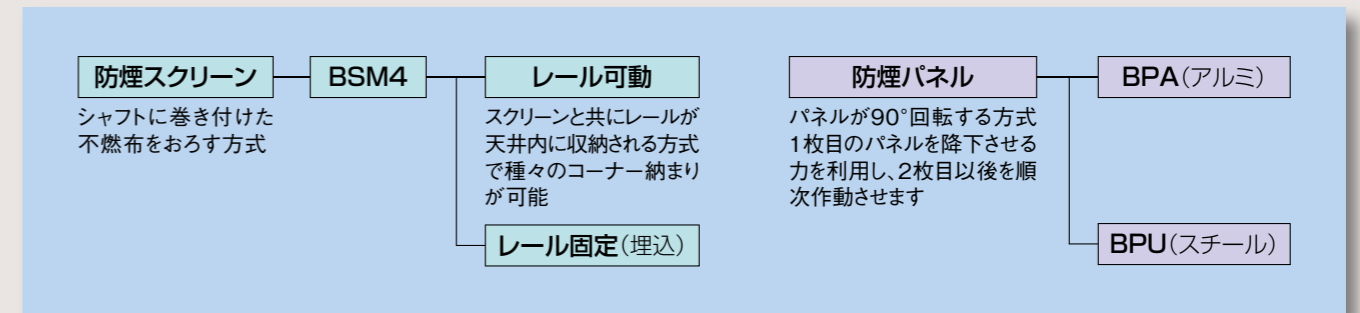 防煙スクリーン
シャフトに巻き付けた
不燃布をおろす方式
BSM4
レール可動
スクリーンと共にレールが
天井内に収納される方式
で種々のコーナー納まり
が可能
レール固定(埋込)
防煙パネル
パネルが90°回転する方式
1枚目のパネルを降下させる
力を利用し、2枚目以後を順
次作動させます
BPA(アルミ)
BPU(スチール)